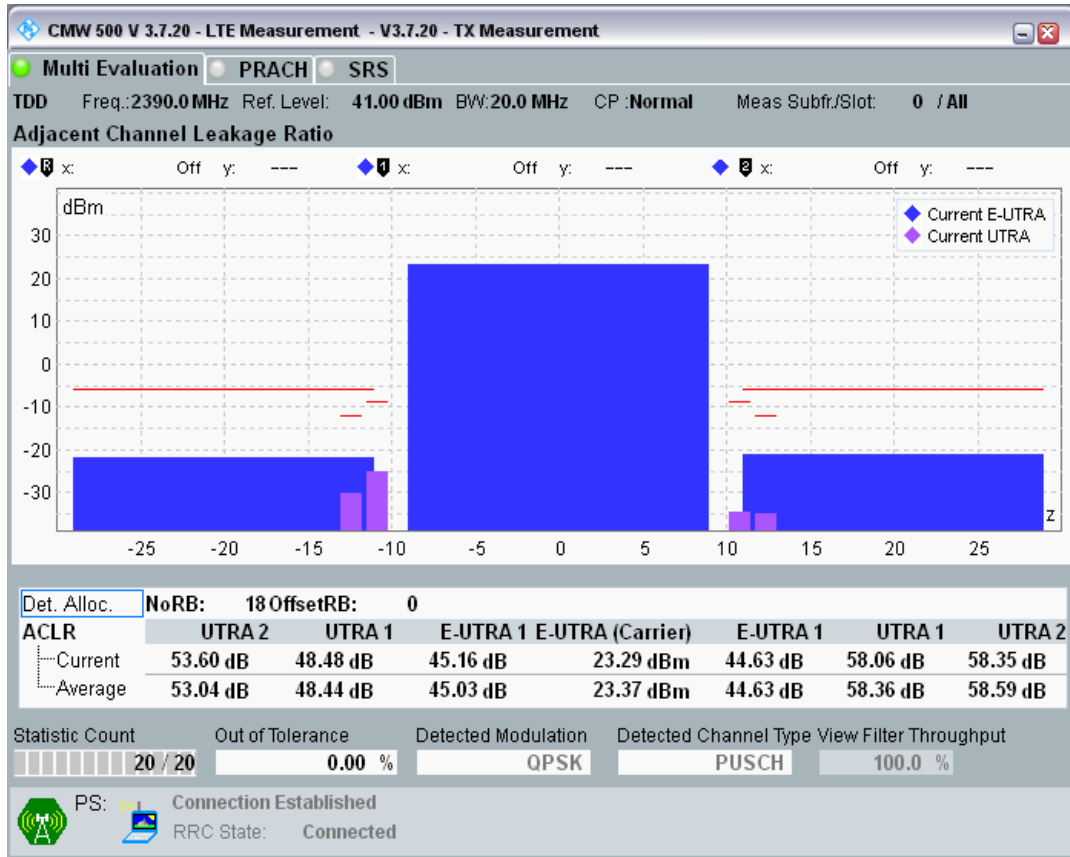 CMW 500 V 3.7.20 - LTE Measurement - V3.7.20 - TX Measurement
Multi Evaluation PRACH SRS
TDD Freq.:2390.0 MHz Ref. Level: 41.00 dBm BW:20.0 MHz CP :Normal Meas Subfr./Slot: 0 / All
Adjacent Channel Leakage Ratio
R x: Off y: --- 1 x: Off y: --- 2 x: Off y: ---
dBm
Current E-UTRA
Current UTRA
30
20
10
0
-10
-20
-30
z
-25 -20 -15 -10 -5 0 5 10 15 20 25
Det. Alloc. NoRB: 18 OffsetRB: 0
ACLR UTRA 2 UTRA 1 E-UTRA 1 E-UTRA (Carrier) E-UTRA 1 UTRA 1 UTRA 2
Current 53.60 dB 48.48 dB 45.16 dB 23.29 dBm 44.63 dB 58.06 dB 58.35 dB
Average 53.04 dB 48.44 dB 45.03 dB 23.37 dBm 44.63 dB 58.36 dB 58.59 dB
Statistic Count Out of Tolerance Detected Modulation Detected Channel Type View Filter Throughput
20 / 20 0.00 % QPSK PUSCH 100.0 %
PS: Connection Established
RRC State: Connected